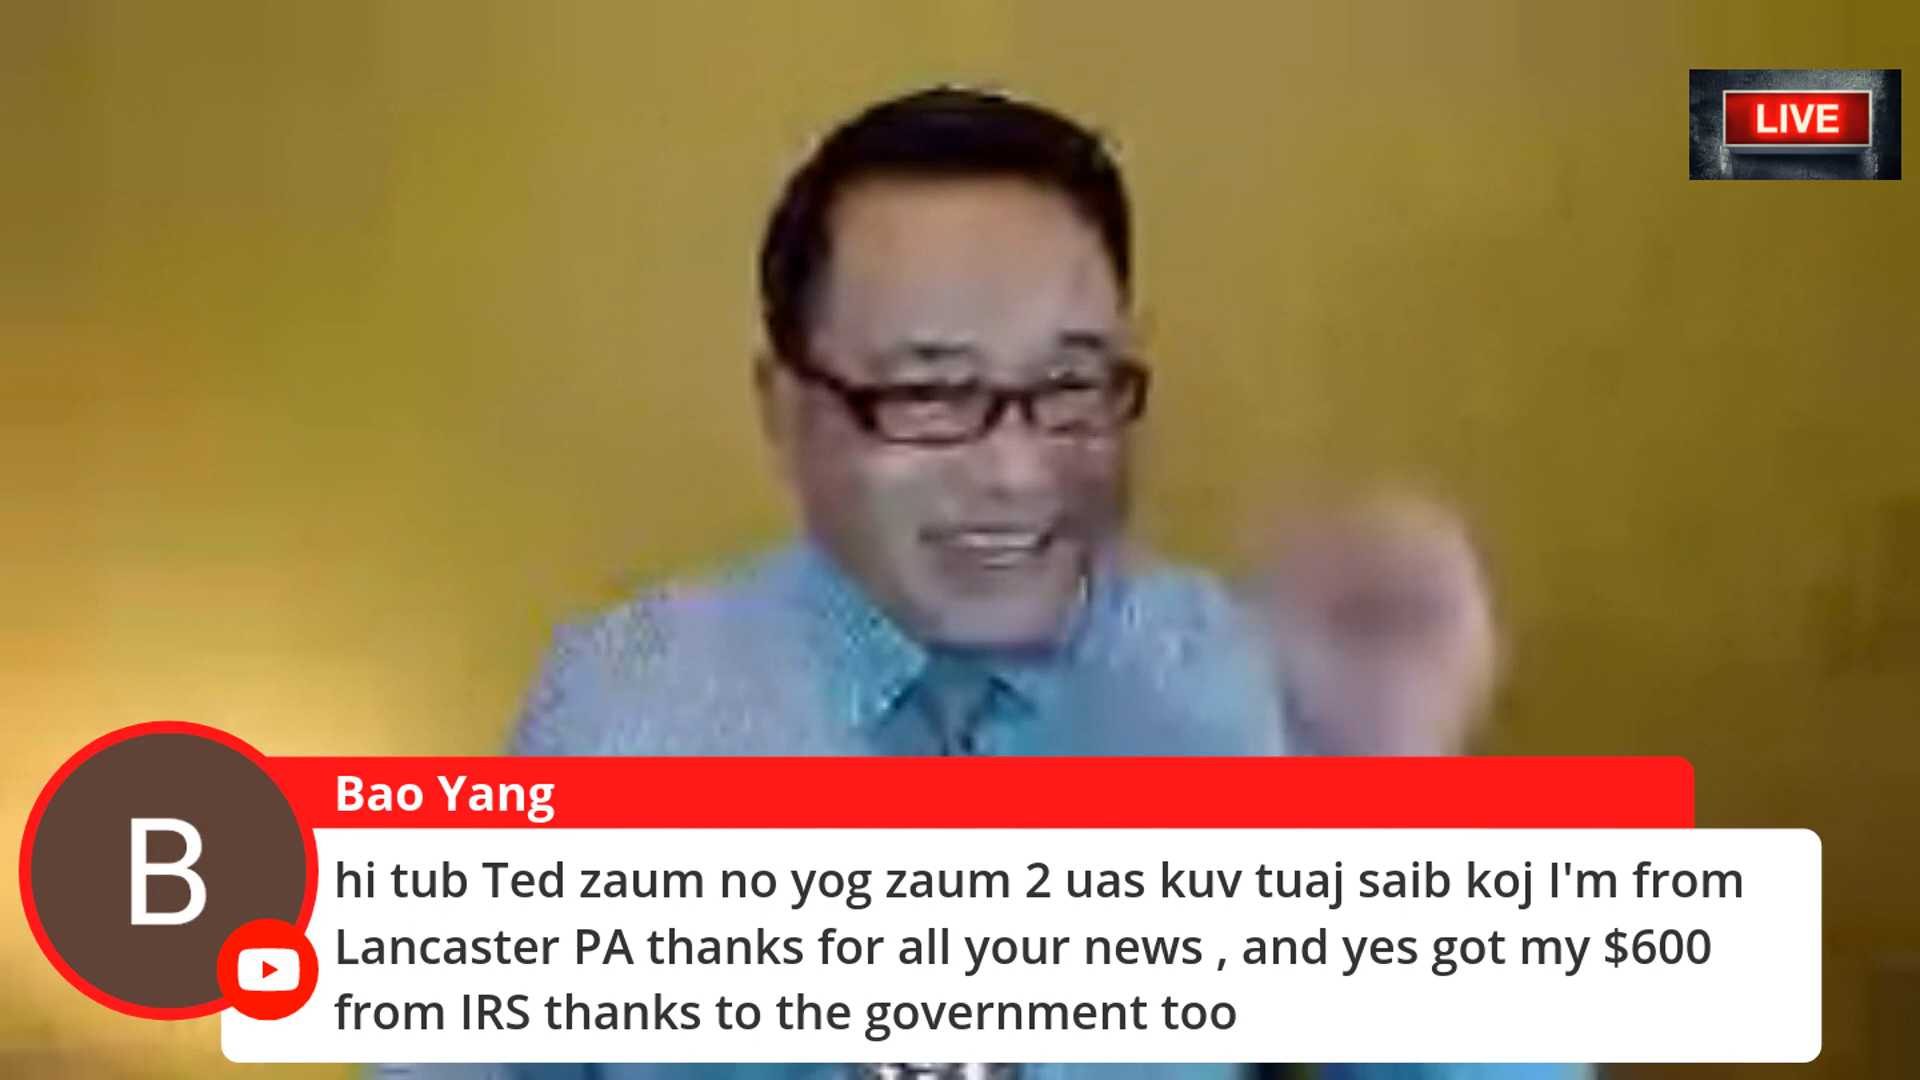 LIVE
Bao Yang
B
hi tub Ted zaum no yog zaum 2 uas kuv tuaj saib koj I'm from
Lancaster PA thanks for all your news , and yes got my $600
from IRS thanks to the government too